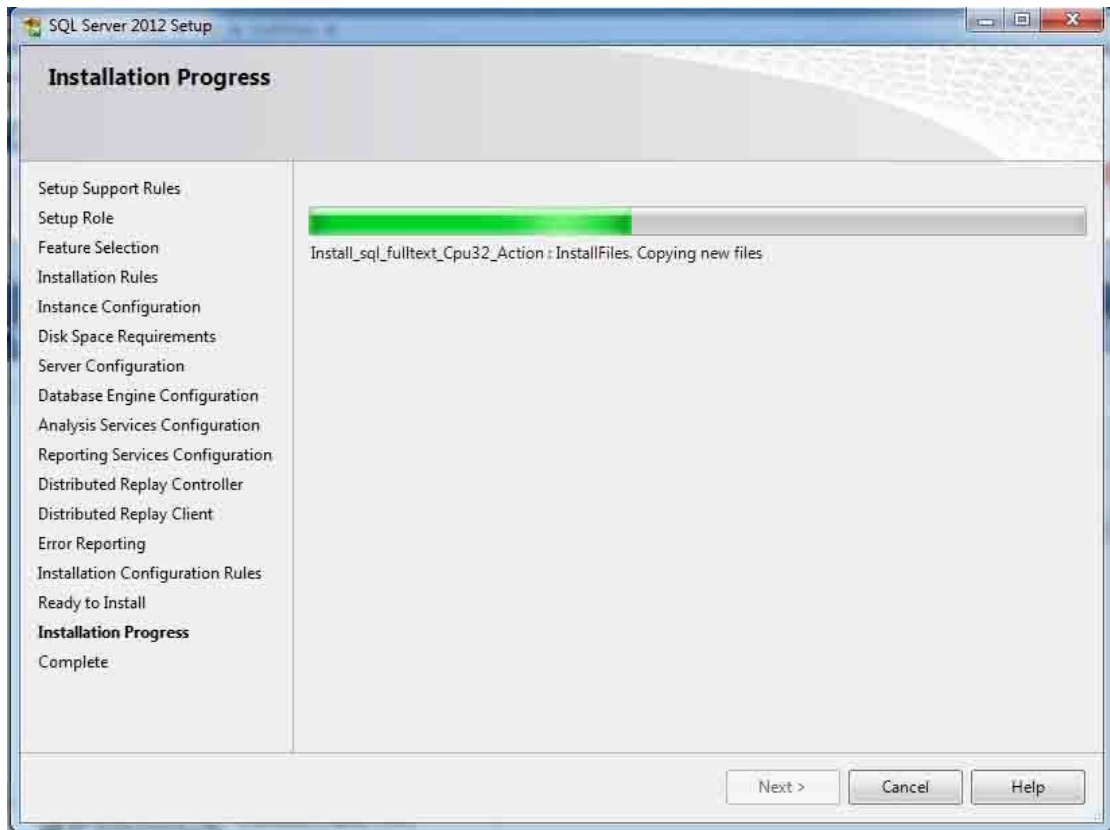 SQL Server 2012 Setup
Installation Progress
Setup Support Rules
Setup Role
Feature Selection
Installation Rules
Instance Configuration
Disk Space Requirements
Server Configuration
Database Engine Configuration
Analysis Services Configuration
Reporting Services Configuration
Distributed Replay Controller
Distributed Replay Client
Error Reporting
Installation Configuration Rules
Ready to Install
Installation Progress
Complete
Install_sql_fulltext_Cpu32_Action : InstallFiles. Copying new files
Next >
Cancel
Help